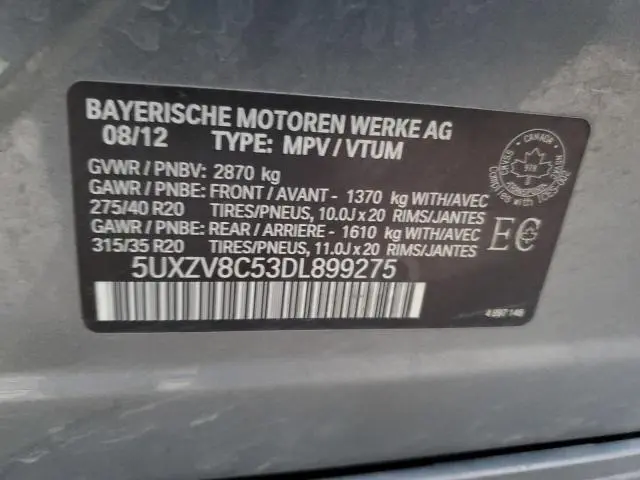 BAYERISCHE MOTOREN WERKE AG
08/12 TYPE: MPV / VTUM
GVWR / PNBV: 2870 kg
GAWR / PNBE: FRONT / AVANT - 1370 kg WITH/AVEC
275/40 R20 TIRES/PNEUS, 10.0J x 20 RIMS/JANTES
GAWR / PNBE: REAR / ARRIERE - 1610 kg WITH/AVEC
315/35 R20 TIRES/PNEUS, 11.0J x 20 RIMS/JANTES
5UXZV8C53DL899275
CANADA
EC